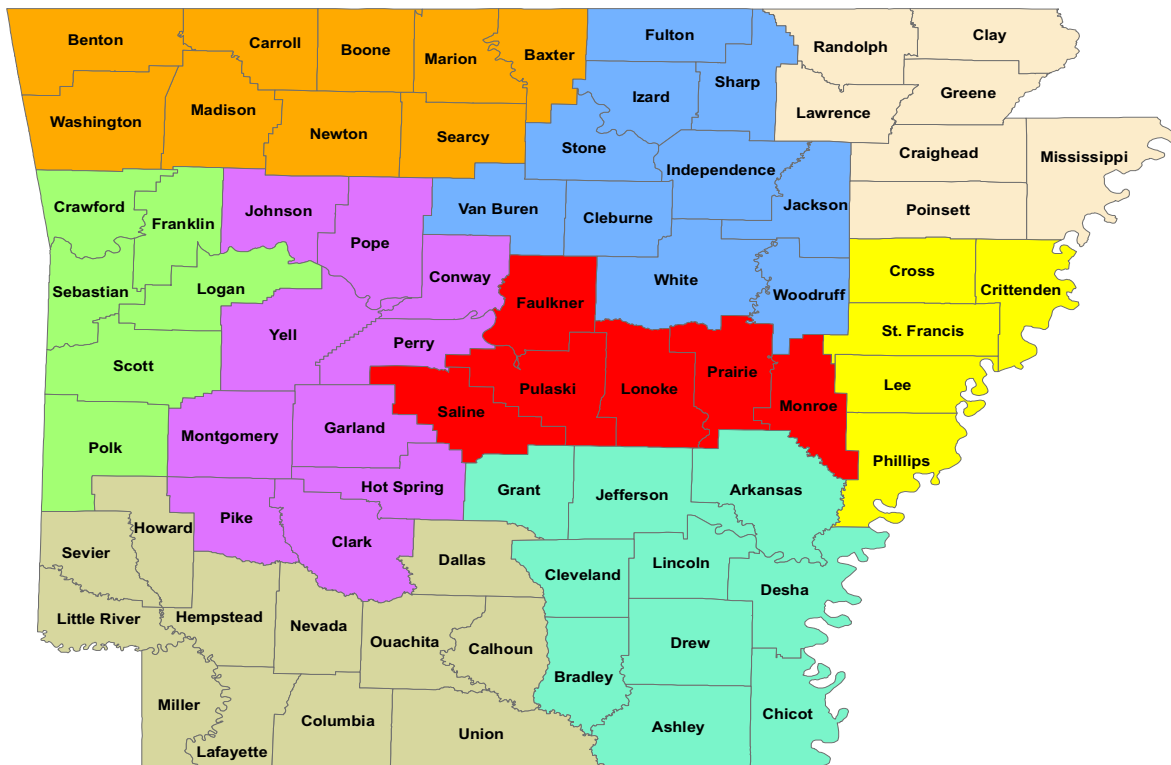 Benton
Carroll
Boone
Marion
Baxter
Fulton
Randolph
Clay
Washington
Madison
Newton
Searcy
Izard
Sharp
Lawrence
Greene
Stone
Independence
Craighead
Mississippi
Crawford
Franklin
Johnson
Pope
Van Buren
Cleburne
Jackson
Poinsett
Sebastian
Logan
Conway
White
Woodruff
Cross
Crittenden
Faulkner
Yell
Perry
St. Francis
Scott
Pulaski
Lonoke
Prairie
Monroe
Lee
Saline
Polk
Montgomery
Garland
Phillips
Hot Spring
Grant
Jefferson
Arkansas
Howard
Pike
Clark
Sevier
Dallas
Cleveland
Lincoln
Desha
Little River
Hempstead
Nevada
Ouachita
Calhoun
Drew
Bradley
Miller
Lafayette
Columbia
Union
Ashley
Chicot